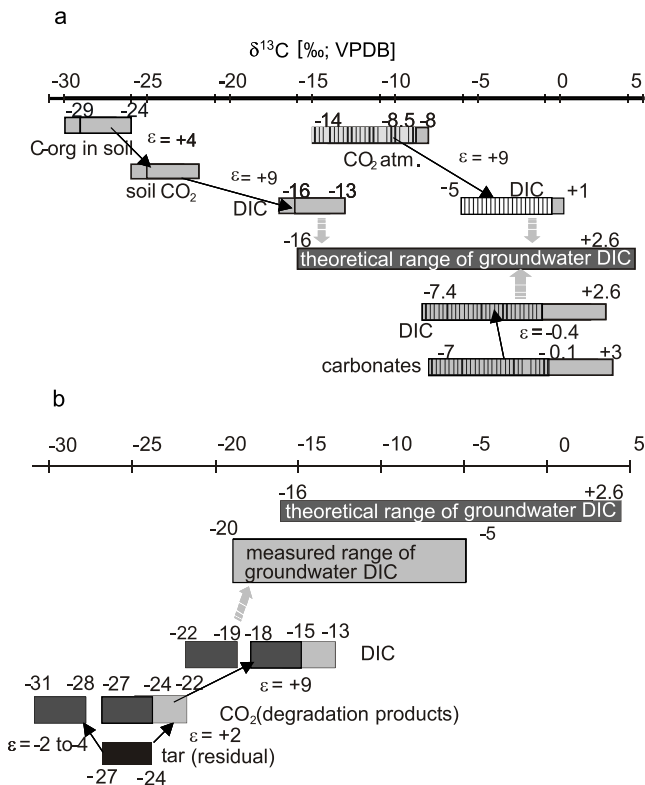 a
δ¹³C [‰; VPDB]
-30 -25 -20 -15 -10 -5 0 5
-29 -24
C-org in soil
ε = +4
soil CO₂
ε = +9
-14 -8.5 -8
CO₂ atm.
ε = +9
DIC
-16 -13
-5 DIC +1
-16 +2.6
theoretical range of groundwater DIC
-7.4 +2.6
DIC
ε = -0.4
carbonates
-7 -0.1 +3
b
-30 -25 -20 -15 -10 -5 0 5
-16 +2.6
theoretical range of groundwater DIC
-20 -5
measured range of
groundwater DIC
-22 -19 -18 -15 -13
DIC
ε = +9
-31 -28 -27 -24 -22
CO₂(degradation products)
ε = -2 to -4
ε = +2
tar (residual)
-27 -24